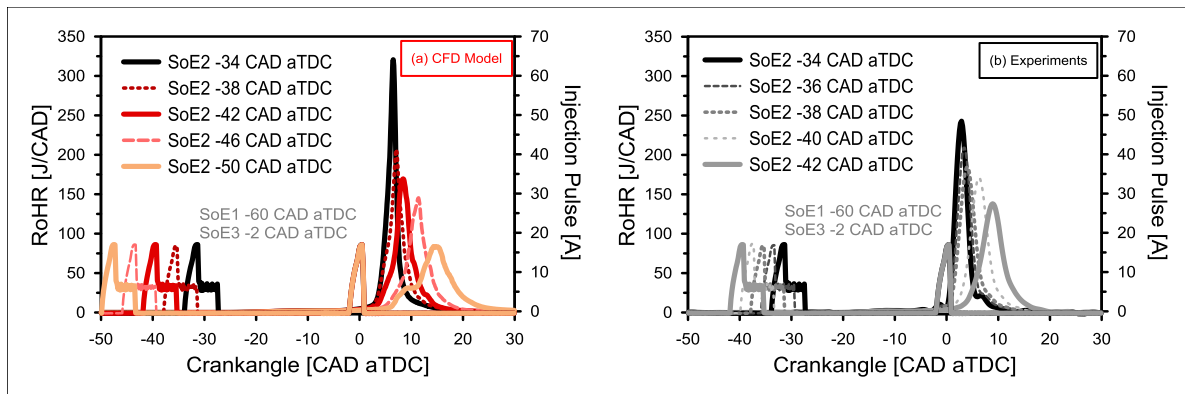 350
300
250
200
150
100
50
0
RoHR [J/CAD]
SoE2 -34 CAD aTDC
SoE2 -38 CAD aTDC
SoE2 -42 CAD aTDC
SoE2 -46 CAD aTDC
SoE2 -50 CAD aTDC
(a) CFD Model
SoE1 -60 CAD aTDC
SoE3 -2 CAD aTDC
70
60
50
40
30
20
10
0
Injection Pulse [A]
-50 -40 -30 -20 -10 0 10 20 30
Crankangle [CAD aTDC]
350
300
250
200
150
100
50
0
RoHR [J/CAD]
SoE2 -34 CAD aTDC
SoE2 -36 CAD aTDC
SoE2 -38 CAD aTDC
SoE2 -40 CAD aTDC
SoE2 -42 CAD aTDC
(b) Experiments
SoE1 -60 CAD aTDC
SoE3 -2 CAD aTDC
70
60
50
40
30
20
10
0
Injection Pulse [A]
-50 -40 -30 -20 -10 0 10 20 30
Crankangle [CAD aTDC]